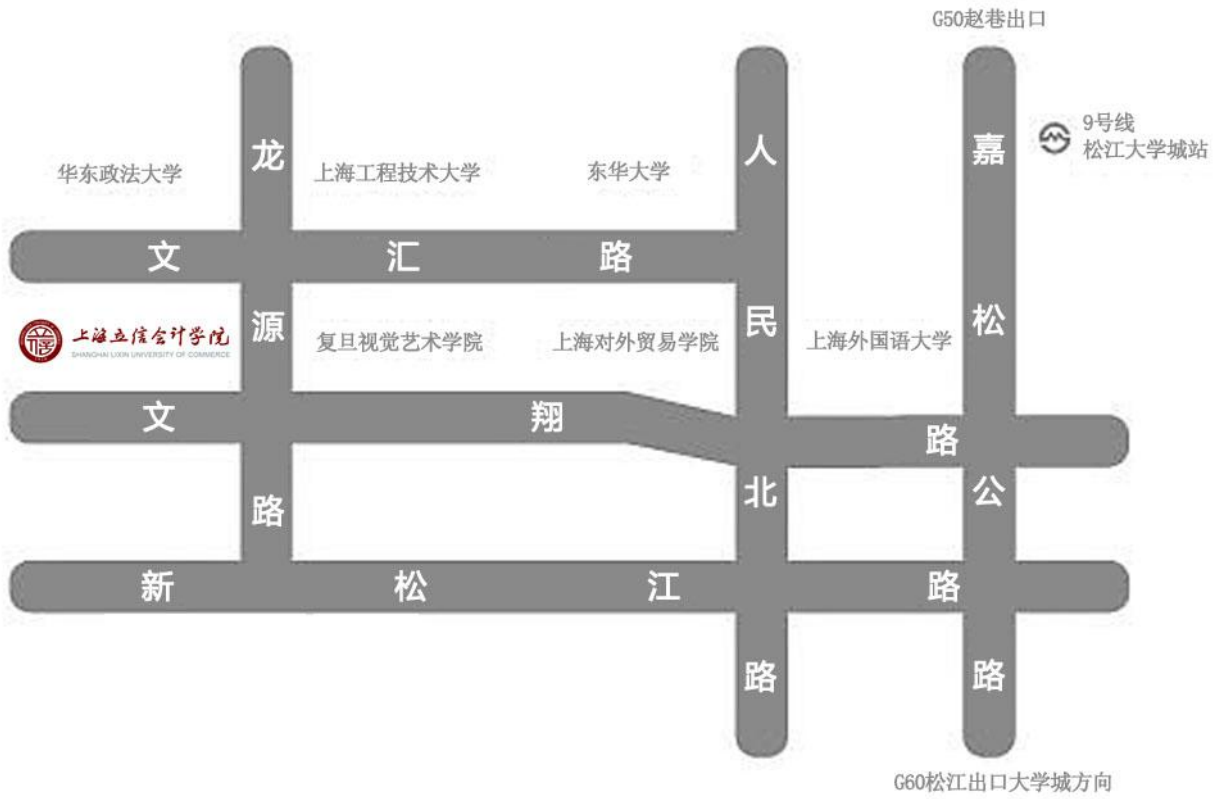 G50赵巷出口
9号线
松江大学城站
华东政法大学
上海工程技术大学
东华大学
龙源路
人民北路
嘉松公路
文汇路
上海立信会计学院
SHANGHAI LIXIN UNIVERSITY OF COMMERCE
复旦视觉艺术学院
上海对外贸易学院
上海外国语大学
文翔路
新松江路
G60松江出口大学城方向